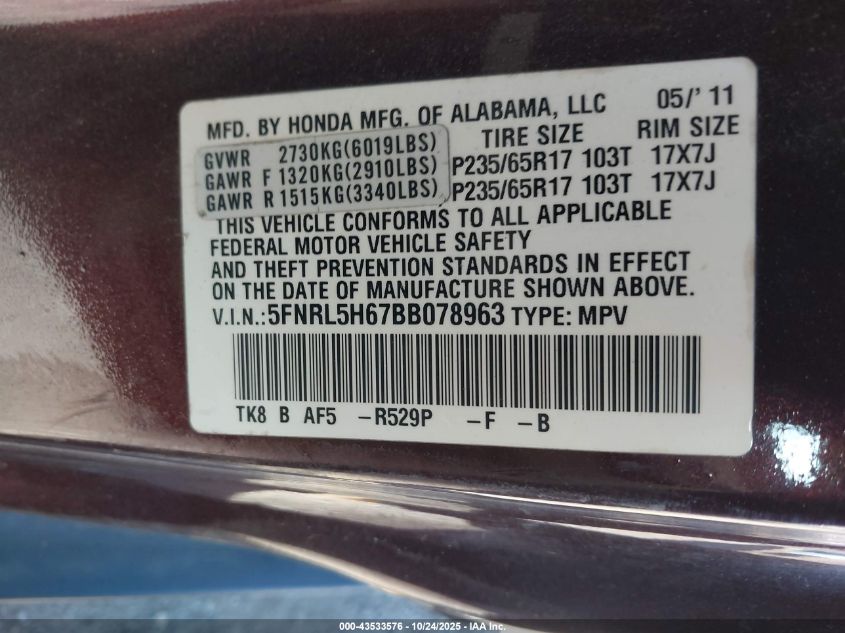 MFD. BY HONDA MFG. OF ALABAMA, LLC 05/' 11
GVWR 2730KG(6019LBS) TIRE SIZE RIM SIZE
GAWR F 1320KG(2910LBS) P235/65R17 103T 17X7J
GAWR R 1515KG(3340LBS) P235/65R17 103T 17X7J
THIS VEHICLE CONFORMS TO ALL APPLICABLE
FEDERAL MOTOR VEHICLE SAFETY
AND THEFT PREVENTION STANDARDS IN EFFECT
ON THE DATE OF MANUFACTURE SHOWN ABOVE.
V.I.N.:5FNRL5H67BB078963 TYPE: MPV
TK8 B AF5 -R529P -F -B
000-43533576 - 10/24/2025 - IAA Inc.